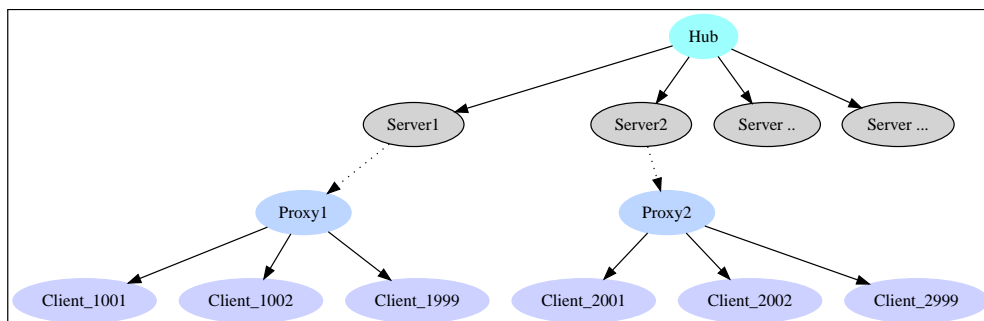 Hub
Server1
Server2
Server ..
Server ...
Proxy1
Proxy2
Client_1001
Client_1002
Client_1999
Client_2001
Client_2002
Client_2999